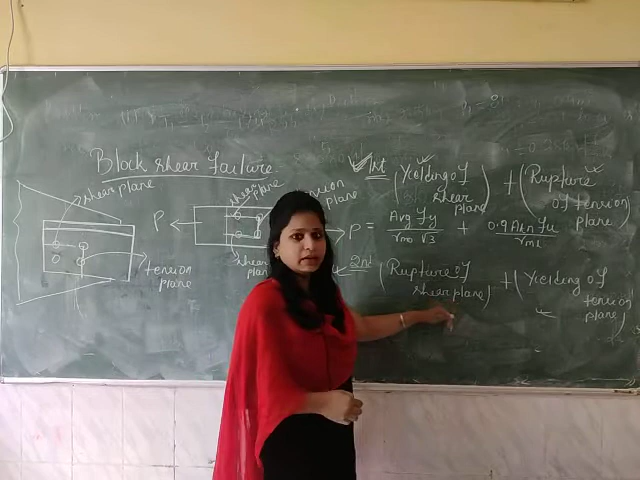 Block shear failure
shear plane
tension
plane
P
shear
plane
tension
plane
shear
plan
P
1st (Yielding of
shear
plane) + (Rupture
of tension
plane)
= Avg fy / γmo √3 + 0.9 Atn fu / γm1
2nd (Rupture of
shear plane) + (Yielding of
tension
plane)